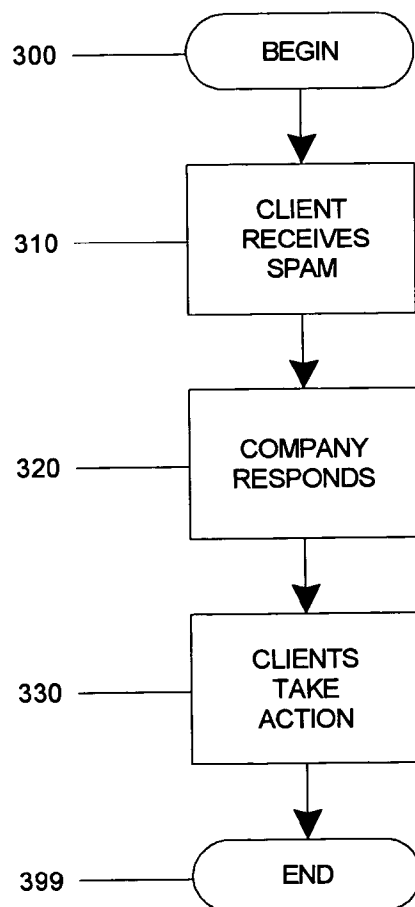 300 BEGIN
310 CLIENT
RECEIVES
SPAM
320 COMPANY
RESPONDS
330 CLIENTS
TAKE
ACTION
399 END